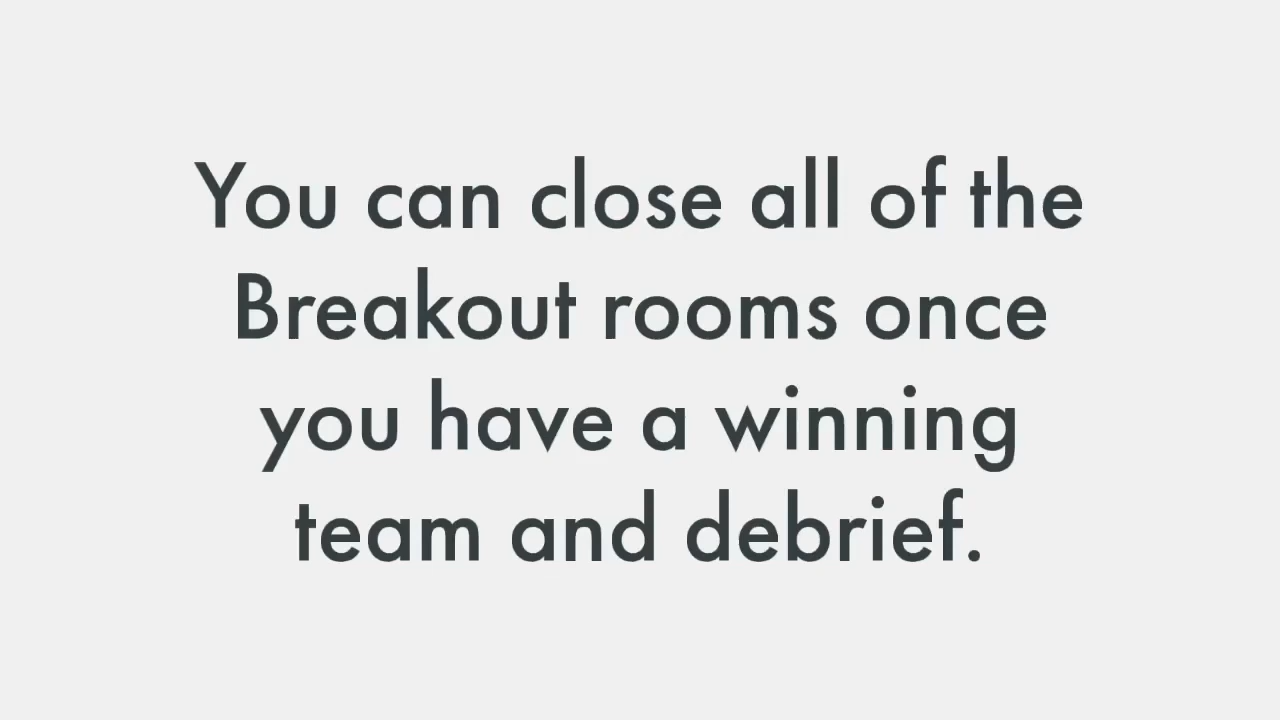 You can close all of the
Breakout rooms once
you have a winning
team and debrief.